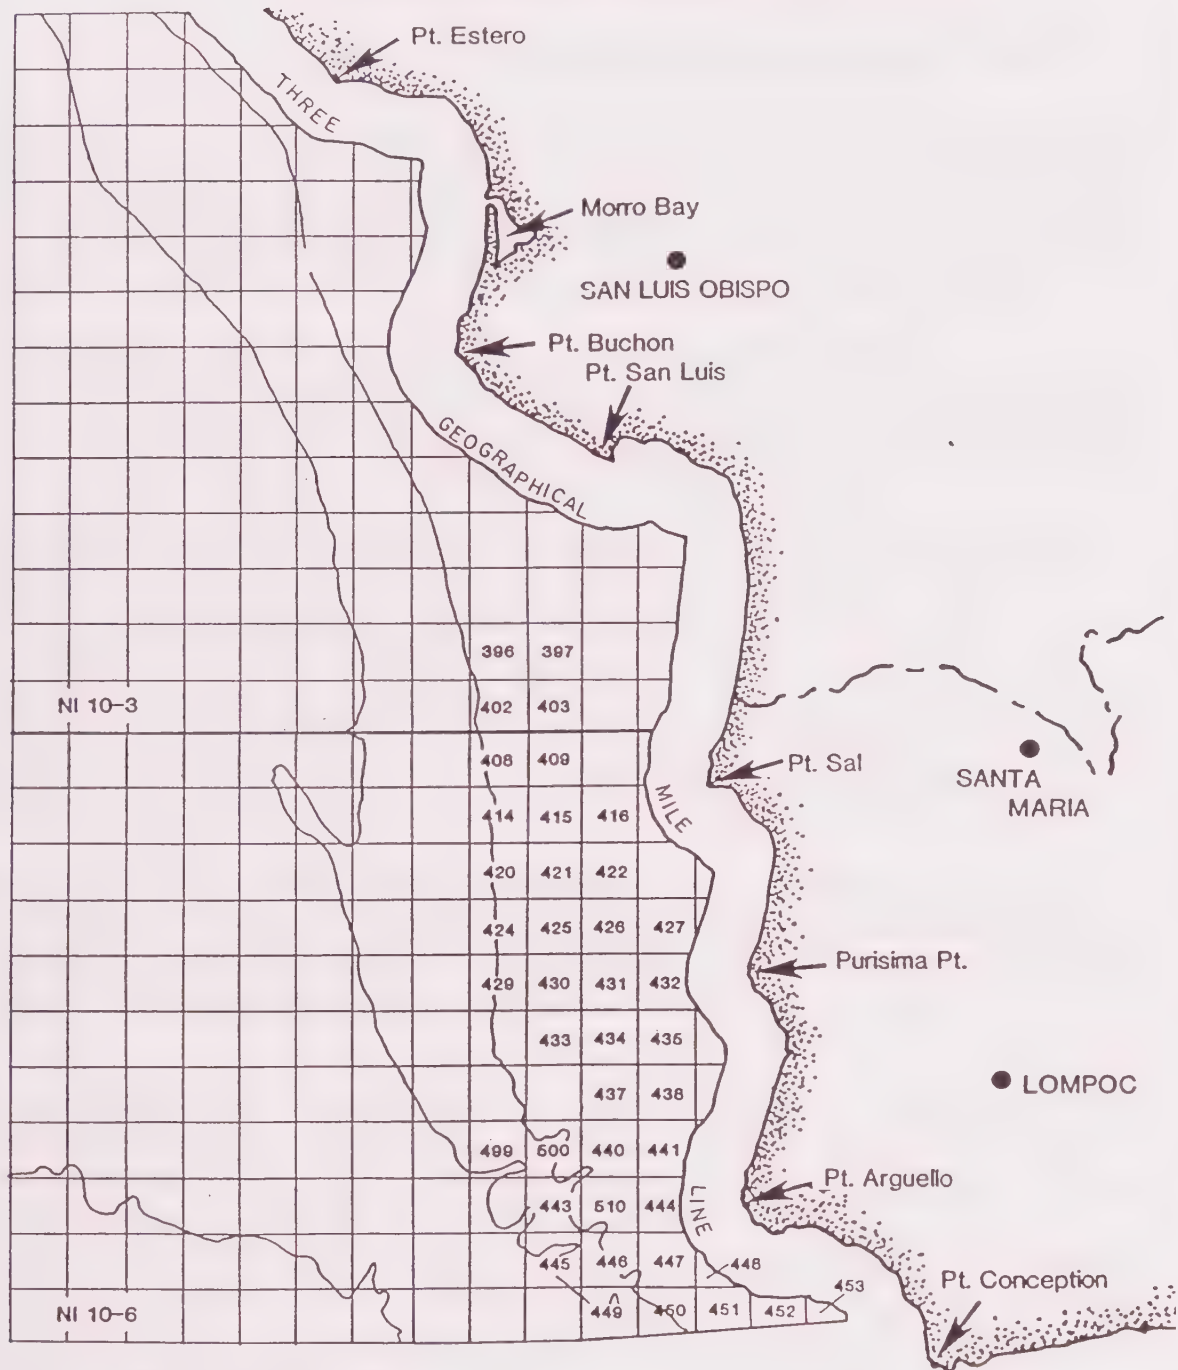 Pt. Estero
THREE
Morro Bay
SAN LUIS OBISPO
Pt. Buchon
Pt. San Luis
GEOGRAPHICAL
396 397
NI 10-3
402 403
408 409
Pt. Sal
SANTA
MARIA
MILE
414 415 416
420 421 422
424 425 426 427
Purisima Pt.
429 430 431 432
433 434 435
LOMPOC
437 438
499 500 440 441
Pt. Arguello
LINE
443 510 444
445 446 447 448
Pt. Conception
453
NI 10-6
449 450 451 452